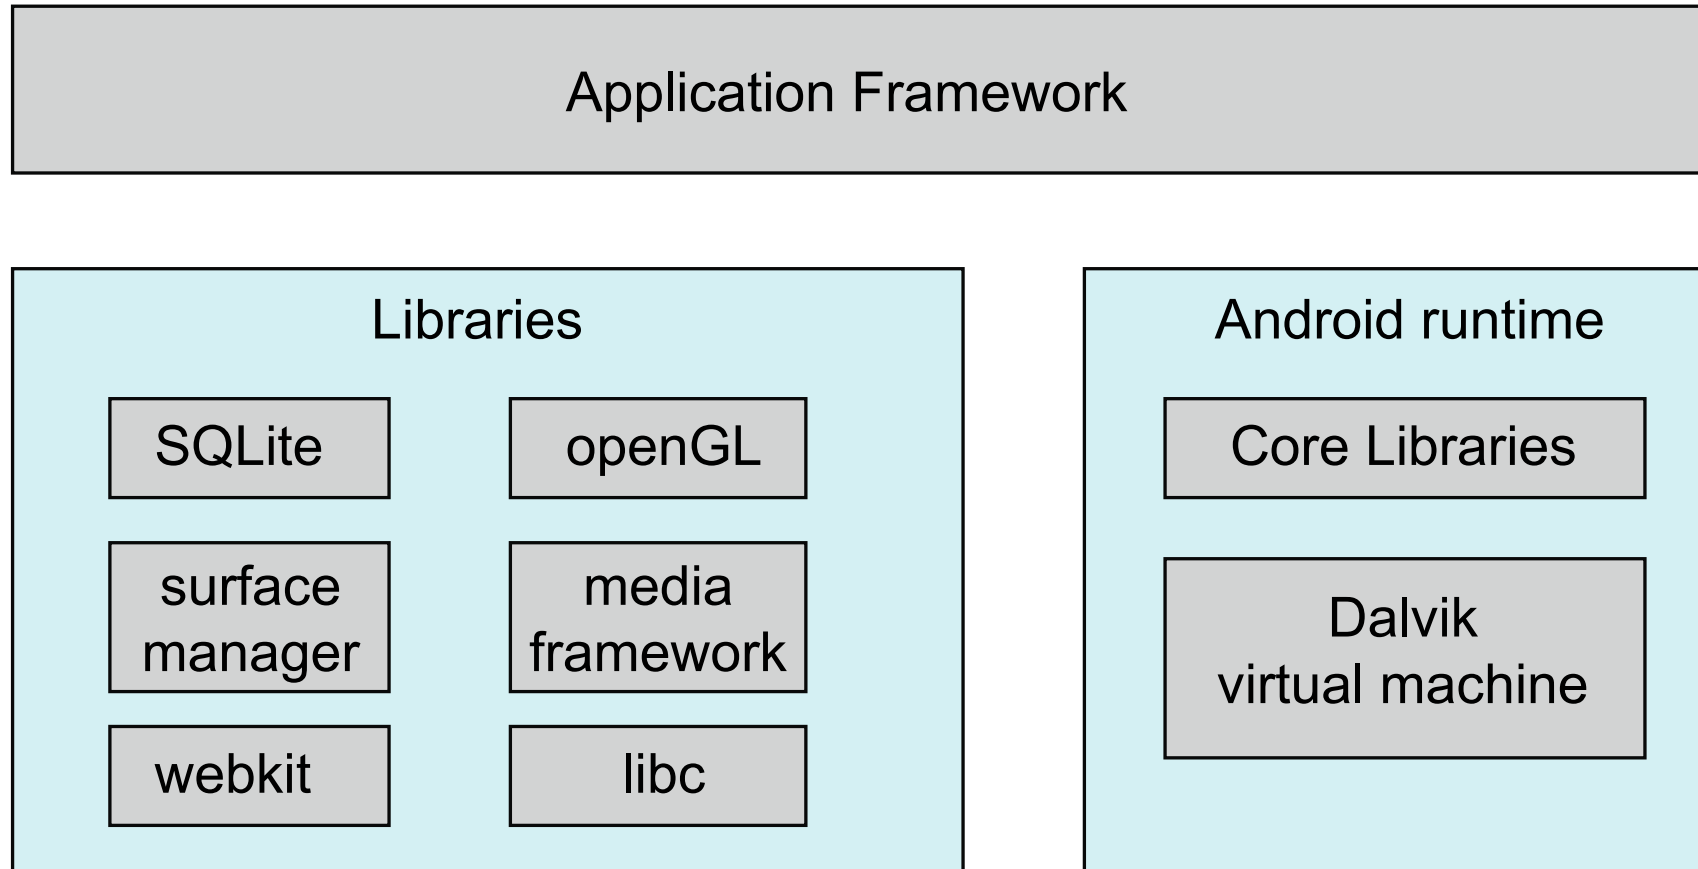 Application Framework
Libraries
SQLite
openGL
surface
manager
media
framework
webkit
libc
Android runtime
Core Libraries
Dalvik
virtual machine